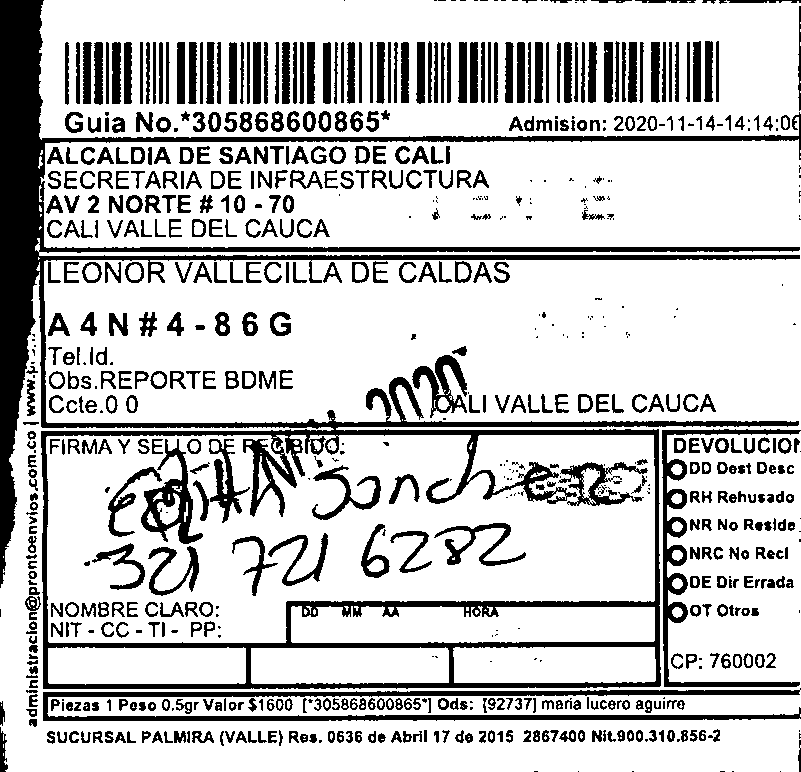 Guia No.*305868600865*
Admision: 2020-11-14-14:14:06
ALCALDIA DE SANTIAGO DE CALI
SECRETARIA DE INFRAESTRUCTURA
AV 2 NORTE # 10 - 70
CALI VALLE DEL CAUCA
LEONOR VALLECILLA DE CALDAS
A 4 N # 4 - 8 6 G
Tel.Id.
Obs.REPORTE BDME
Ccte.0 0
2020
CALI VALLE DEL CAUCA
FIRMA Y SELLO DE RECIBIDO:
Edith Sanchez
321 721 6282
NOMBRE CLARO:
NIT - CC - TI - PP:
DD MM AA HORA
DEVOLUCION
DD Dest Desc
RH Rehusado
NR No Reside
NRC No Recl
DE Dir Errada
OT Otros
CP: 760002
Piezas 1 Peso 0.5gr Valor $1600 [*305868600865*] Ods: [92737] maria lucero aguirre
SUCURSAL PALMIRA (VALLE) Res. 0636 de Abril 17 de 2015 2867400 Nit.900.310.856-2
administracion@prontoenvios.com.co | www.